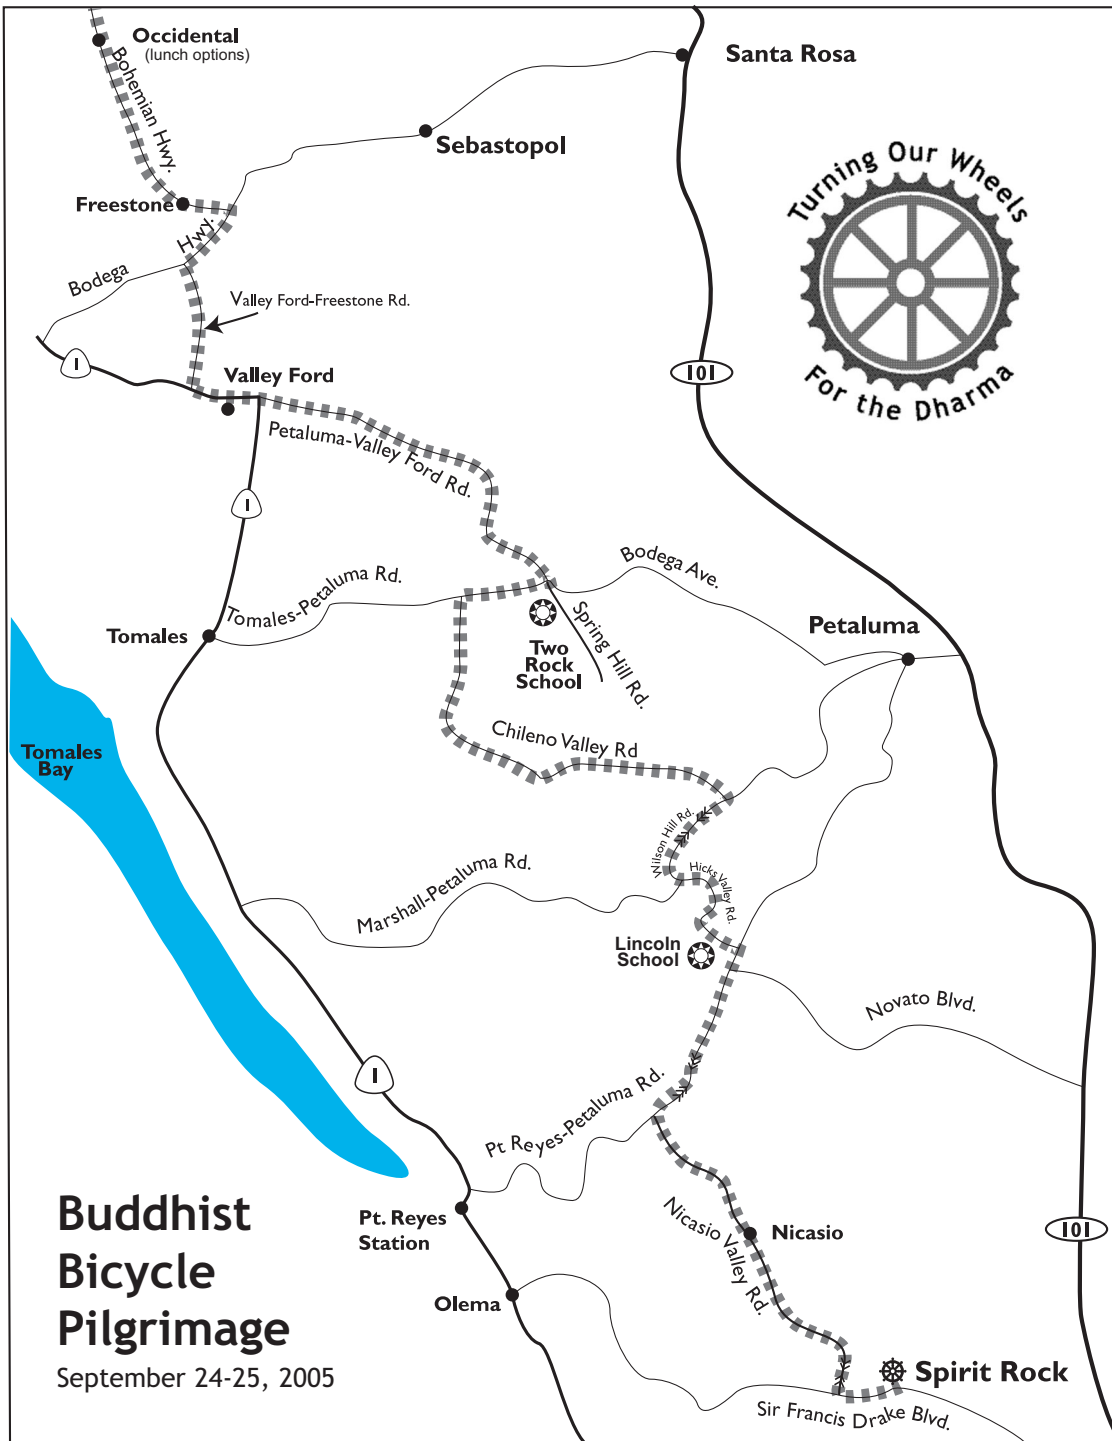 Occidental
(lunch options)
Bohemian Hwy.
Santa Rosa
Sebastopol
Turning Our Wheels
For the Dharma
Freestone
Bodega
Hwy.
Valley Ford-Freestone Rd.
1
Valley Ford
101
Petaluma-Valley Ford Rd.
1
Tomales-Petaluma Rd.
Bodega Ave.
Spring Hill Rd.
Tomales
Petaluma
Two
Rock
School
Chileno Valley Rd
Tomales
Bay
Wilson Hill Rd.
Hicks Valley Rd.
Marshall-Petaluma Rd.
Lincoln
School
Novato Blvd.
1
Pt Reyes-Petaluma Rd.
Pt. Reyes
Station
Nicasio Valley Rd.
Nicasio
101
Olema
Spirit Rock
Sir Francis Drake Blvd.
Buddhist
Bicycle
Pilgrimage
September 24-25, 2005